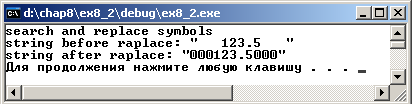 d:\chap8\ex8_2\debug\ex8_2.exe
search and replace symbols
string before raplace: "   123.5   "
string after raplace: "000123.5000"
Для продолжения нажмите любую клавишу . . . _